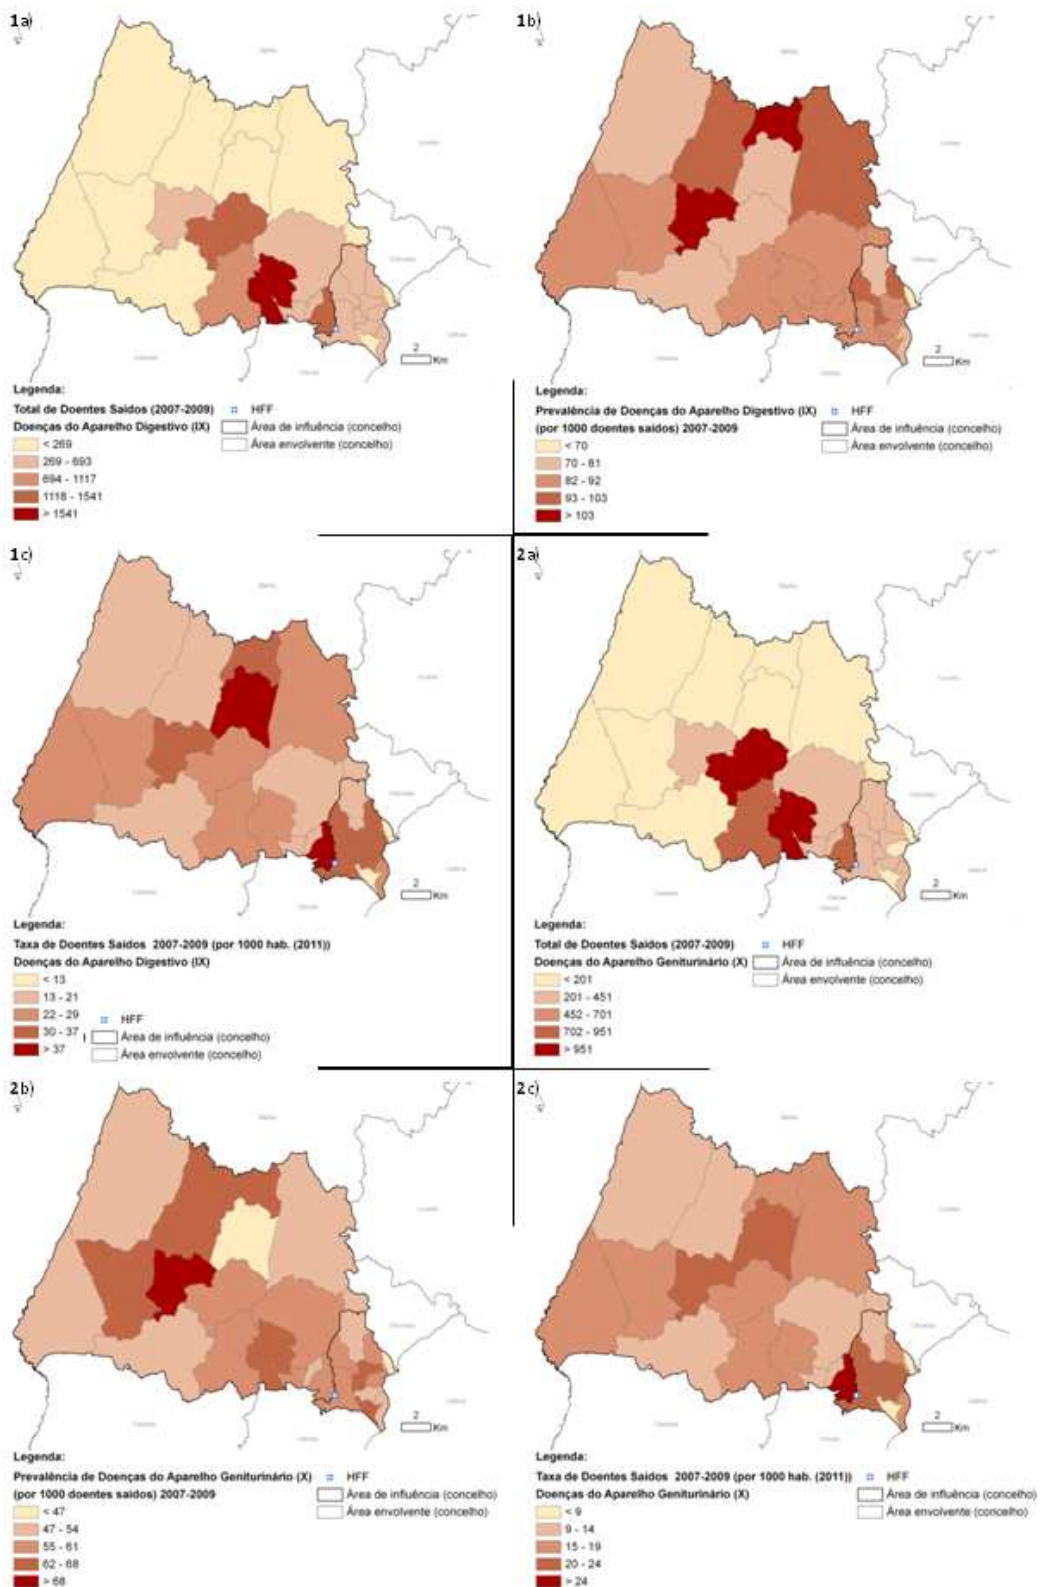 1a)
2
Km
Legenda:
Total de Doentes Saídos (2007-2009)
HFF
Doenças do Aparelho Digestivo (IX)
Área de influência (concelho)
Área envolvente (concelho)
< 269
269 - 693
694 - 1117
1118 - 1541
> 1541
1b)
2
Km
Legenda:
Prevalência de Doenças do Aparelho Digestivo (IX)
HFF
(por 1000 doentes saídos) 2007-2009
Área de influência (concelho)
Área envolvente (concelho)
< 70
70 - 81
82 - 92
93 - 103
> 103
1c)
2
Km
Legenda:
Taxa de Doentes Saídos 2007-2009 (por 1000 hab. (2011))
Doenças do Aparelho Digestivo (IX)
< 13
13 - 21
22 - 29
30 - 37
> 37
HFF
Área de influência (concelho)
Área envolvente (concelho)
2a)
2
Km
Legenda:
Total de Doentes Saídos (2007-2009)
HFF
Doenças do Aparelho Geniturinário (X)
Área de influência (concelho)
Área envolvente (concelho)
< 201
201 - 451
452 - 701
702 - 951
> 951
2b)
2
Km
Legenda:
Prevalência de Doenças do Aparelho Geniturinário (X)
HFF
(por 1000 doentes saídos) 2007-2009
Área de influência (concelho)
Área envolvente (concelho)
< 47
47 - 54
55 - 61
62 - 68
> 68
2c)
2
Km
Legenda:
Taxa de Doentes Saídos 2007-2009 (por 1000 hab. (2011))
HFF
Doenças do Aparelho Geniturinário (X)
Área de influência (concelho)
Área envolvente (concelho)
< 9
9 - 14
15 - 19
20 - 24
> 24